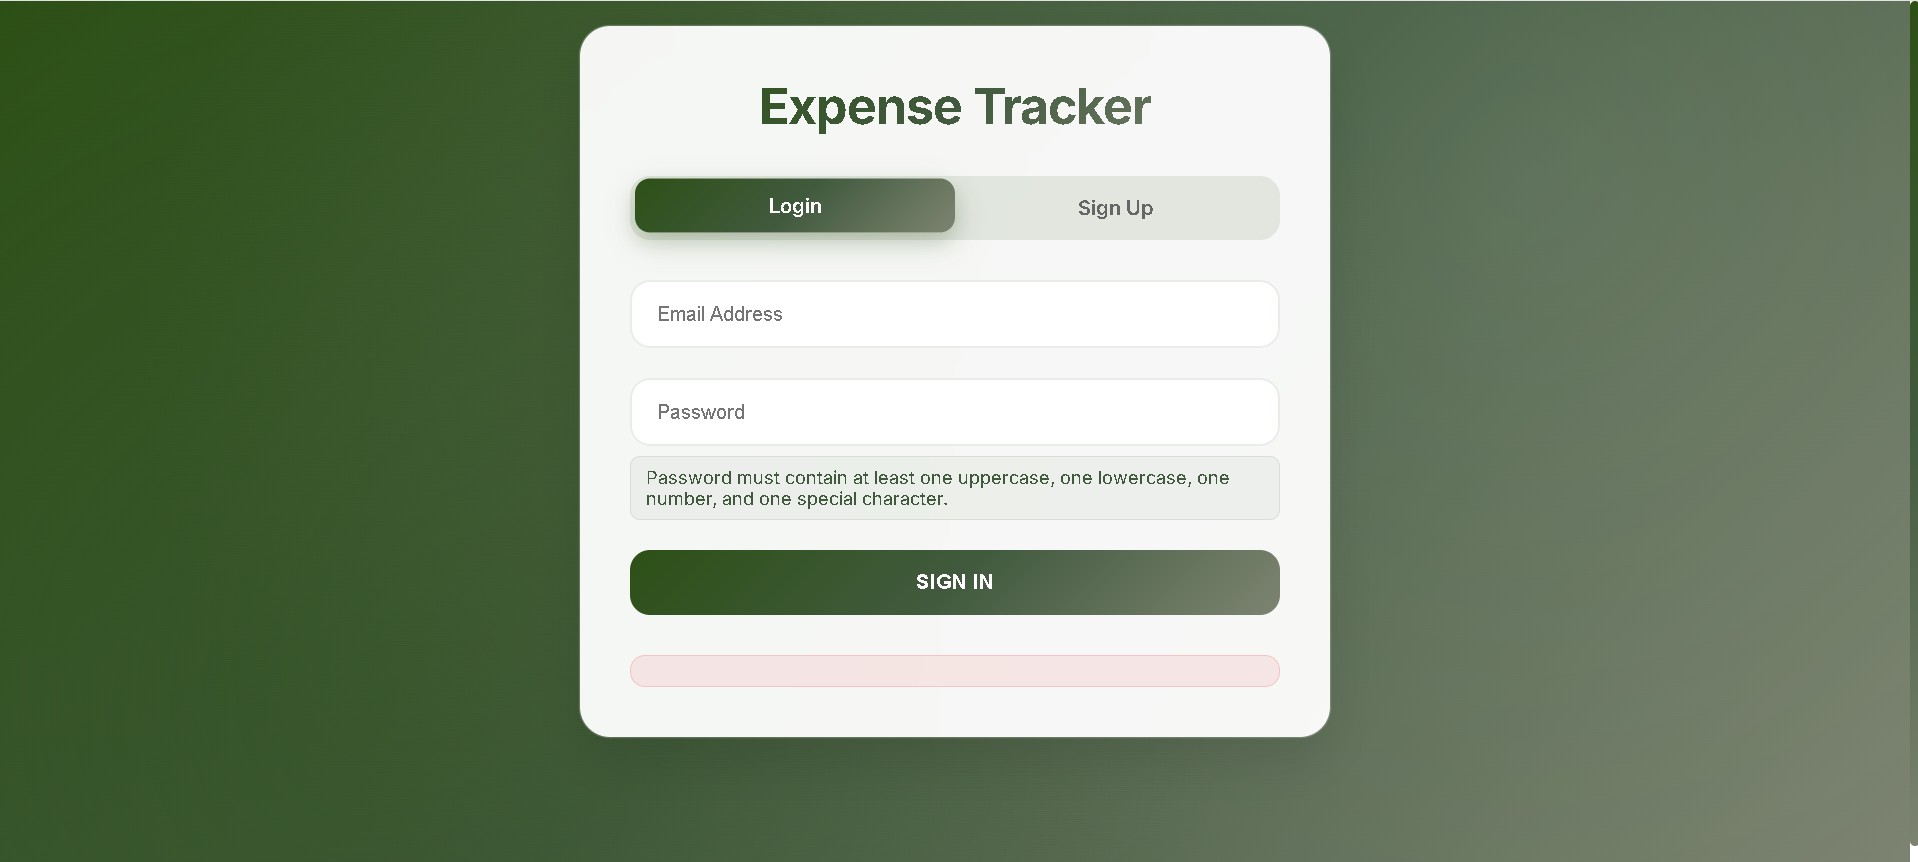 Expense Tracker
Login
Sign Up
Email Address
Password
Password must contain at least one uppercase, one lowercase, one
number, and one special character.
SIGN IN